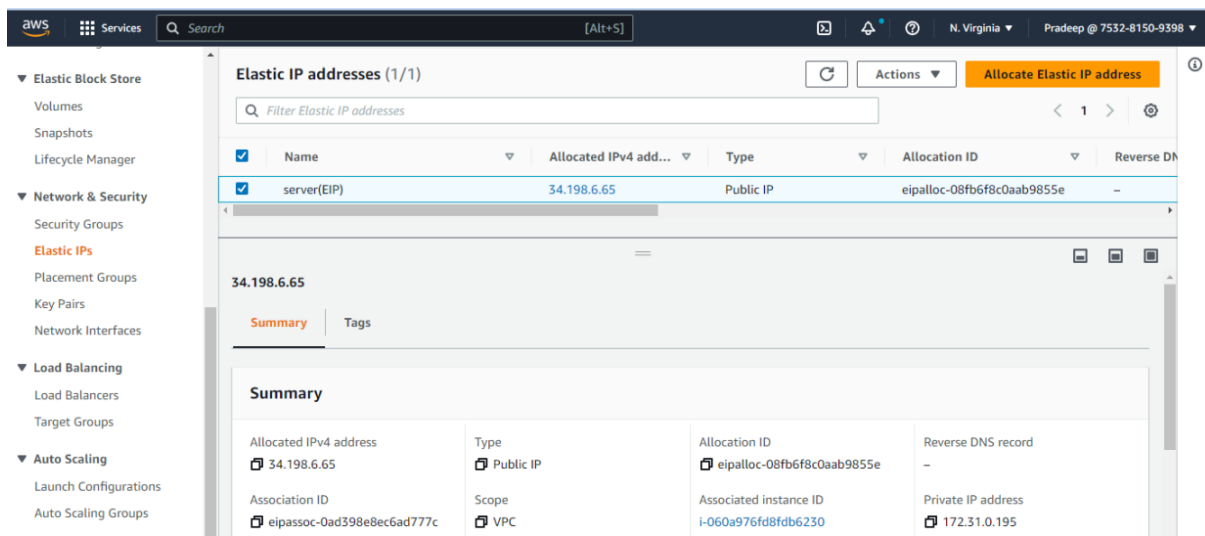 aws Services Search [Alt+S] N. Virginia ▼ Pradeep @ 7532-8150-9398 ▼
▼ Elastic Block Store
Volumes
Snapshots
Lifecycle Manager
▼ Network & Security
Security Groups
Elastic IPs
Placement Groups
Key Pairs
Network Interfaces
▼ Load Balancing
Load Balancers
Target Groups
▼ Auto Scaling
Launch Configurations
Auto Scaling Groups
Elastic IP addresses (1/1) Actions ▼ Allocate Elastic IP address
Filter Elastic IP addresses < 1 >
Name Allocated IPv4 add... Type Allocation ID Reverse DN
server(EIP) 34.198.6.65 Public IP eipalloc-08fb6f8c0aab9855e –
34.198.6.65
Summary Tags
Summary
Allocated IPv4 address Type Allocation ID Reverse DNS record
34.198.6.65 Public IP eipalloc-08fb6f8c0aab9855e –
Association ID Scope Associated instance ID Private IP address
eipassoc-0ad398e8ec6ad777c VPC i-060a976fd8fdb6230 172.31.0.195